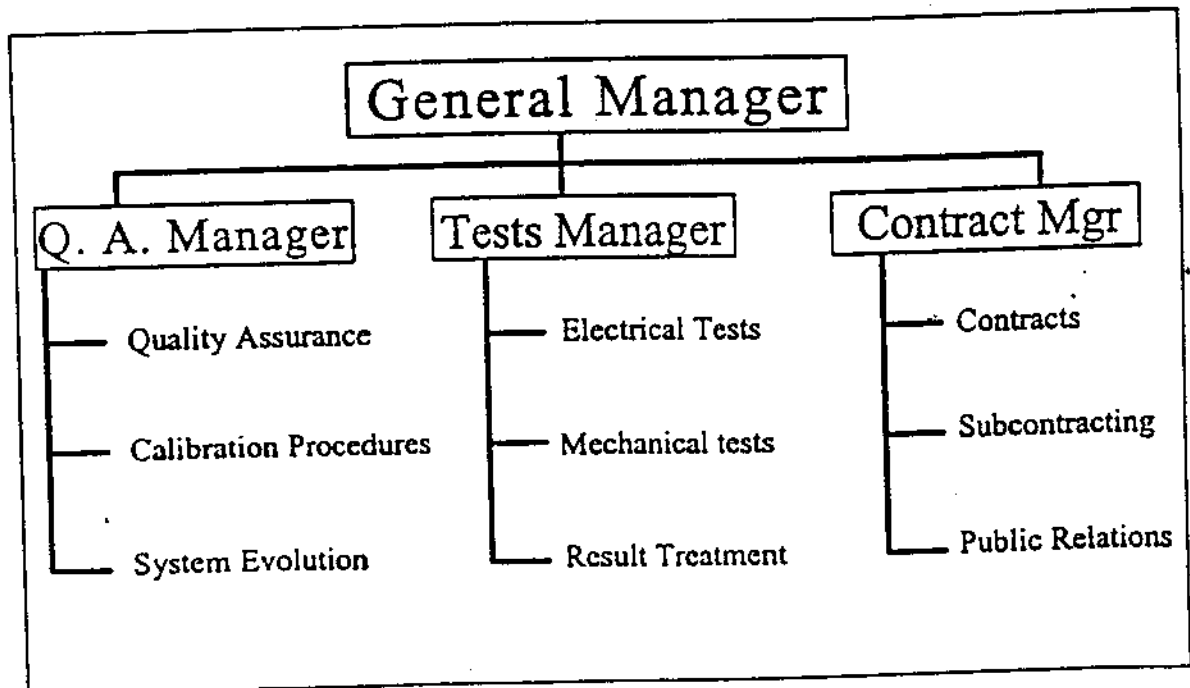 General Manager
Q. A. Manager
Tests Manager
Contract Mgr
Quality Assurance
Calibration Procedures
System Evolution
Electrical Tests
Mechanical tests
Result Treatment
Contracts
Subcontracting
Public Relations